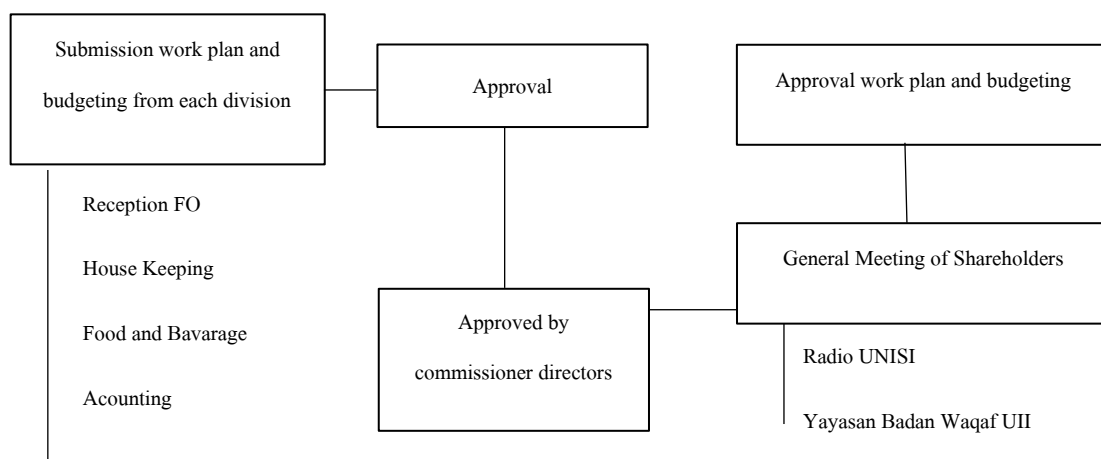 Submission work plan and
budgeting from each division
Approval
Approval work plan and budgeting
Reception FO
House Keeping
Food and Bavarage
Acounting
Approved by
commissioner directors
General Meeting of Shareholders
Radio UNISI
Yayasan Badan Waqaf UII